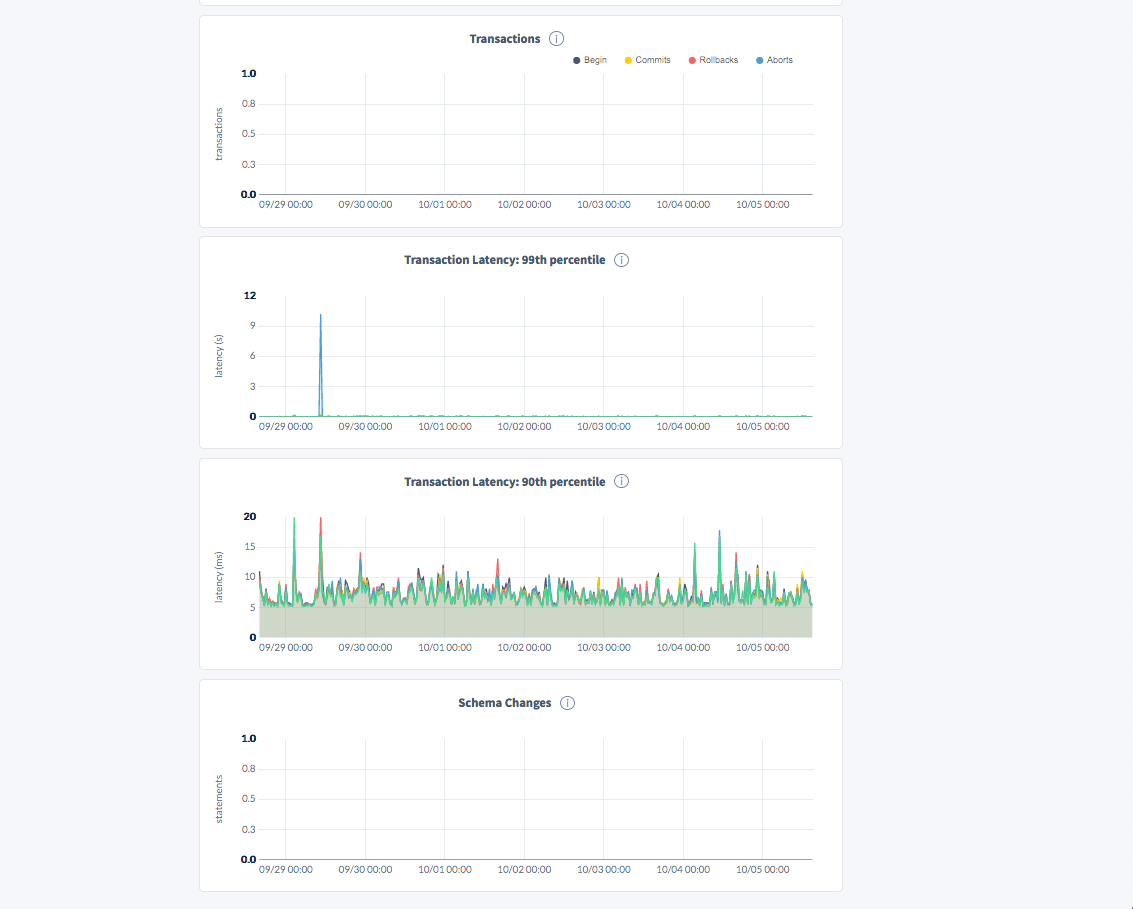 Transactions
Begin Commits Rollbacks Aborts
transactions
1.0
0.8
0.5
0.3
0.0
09/29 00:00 09/30 00:00 10/01 00:00 10/02 00:00 10/03 00:00 10/04 00:00 10/05 00:00
Transaction Latency: 99th percentile
latency (s)
12
9
6
3
0
09/29 00:00 09/30 00:00 10/01 00:00 10/02 00:00 10/03 00:00 10/04 00:00 10/05 00:00
Transaction Latency: 90th percentile
latency (ms)
20
15
10
5
0
09/29 00:00 09/30 00:00 10/01 00:00 10/02 00:00 10/03 00:00 10/04 00:00 10/05 00:00
Schema Changes
statements
1.0
0.8
0.5
0.3
0.0
09/29 00:00 09/30 00:00 10/01 00:00 10/02 00:00 10/03 00:00 10/04 00:00 10/05 00:00